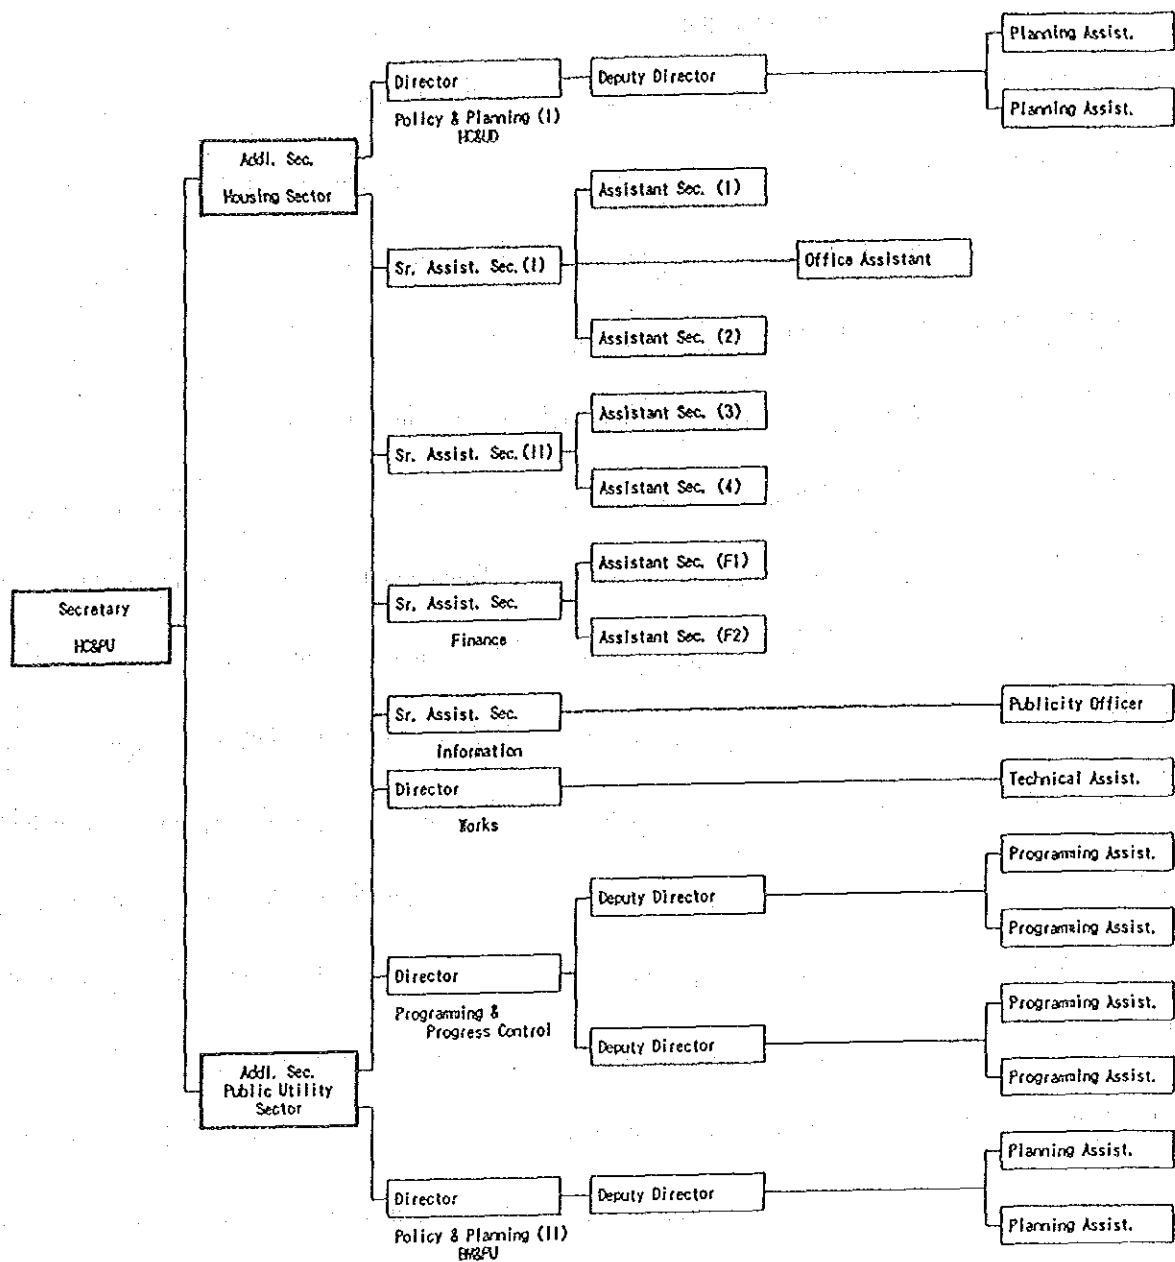 Planning Assist.
Director
Deputy Director
Planning Assist.
Policy & Planning (I)
HC&UD
Addl. Sec.
Housing Sector
Assistant Sec. (1)
Sr. Assist. Sec. (I)
Office Assistant
Assistant Sec. (2)
Assistant Sec. (3)
Sr. Assist. Sec. (II)
Assistant Sec. (4)
Assistant Sec. (F1)
Secretary
HC&PU
Sr. Assist. Sec.
Finance
Assistant Sec. (F2)
Sr. Assist. Sec.
Information
Publicity Officer
Director
Works
Technical Assist.
Programing Assist.
Deputy Director
Programing Assist.
Director
Programing &
Progress Control
Programing Assist.
Deputy Director
Programing Assist.
Addl. Sec.
Public Utility
Sector
Planning Assist.
Director
Deputy Director
Planning Assist.
Policy & Planning (II)